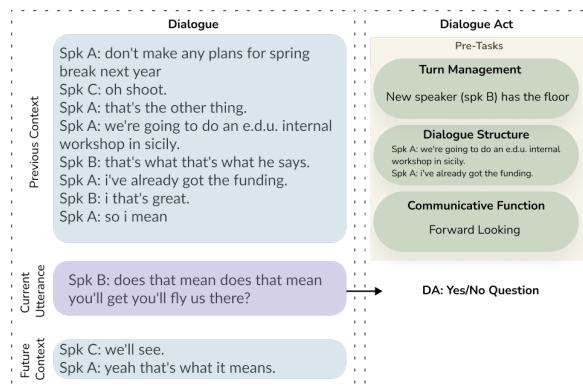 Dialogue
Previous Context
Spk A: don't make any plans for spring
break next year
Spk C: oh shoot.
Spk A: that's the other thing.
Spk A: we're going to do an e.d.u. internal
workshop in sicily.
Spk B: that's what that's what he says.
Spk A: i've already got the funding.
Spk B: i that's great.
Spk A: so i mean
Current
Utterance
Spk B: does that mean does that mean
you'll get you'll fly us there?
Future
Context
Spk C: we'll see.
Spk A: yeah that's what it means.
Dialogue Act
Pre-Tasks
Turn Management
New speaker (spk B) has the floor
Dialogue Structure
Spk A: we're going to do an e.d.u. internal
workshop in sicily.
Spk A: i've already got the funding.
Communicative Function
Forward Looking
DA: Yes/No Question